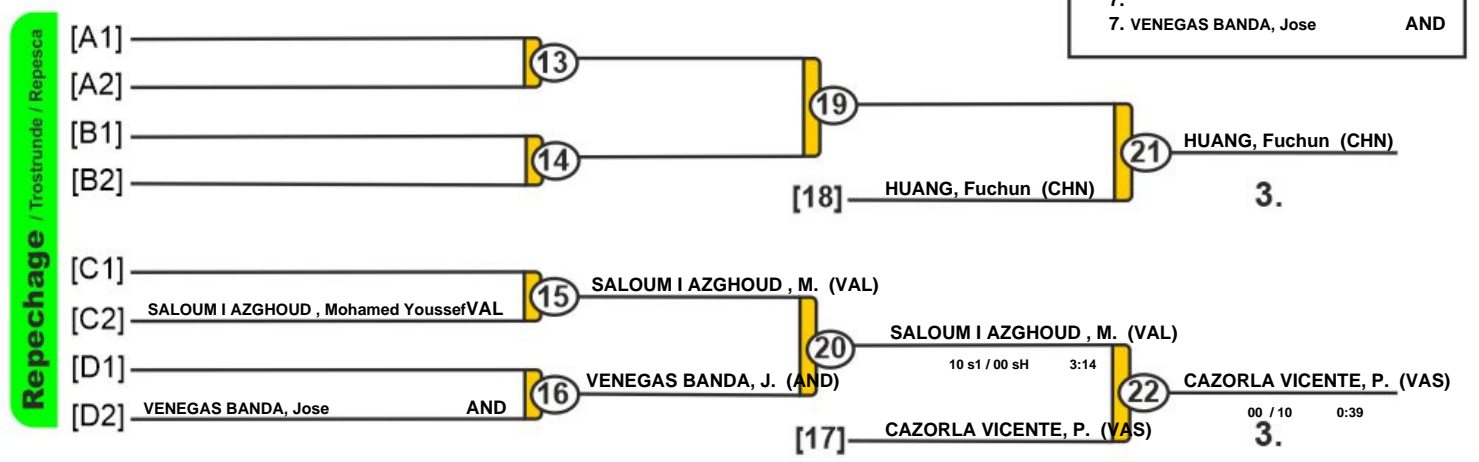 7.
7. VENEGAS BANDA, Jose AND
Repechage / Trostrunde / Repesca
[A1]
13
[A2]
19
[B1]
HUANG, Fuchun (CHN)
21
14
[B2]
HUANG, Fuchun (CHN)
[18]
3.
[C1]
SALOUM I AZGHOUD , M. (VAL)
15
SALOUM I AZGHOUD , Mohamed YoussefVAL
[C2]
SALOUM I AZGHOUD , M. (VAL)
20
10 s1 / 00 sH 3:14
[D1]
VENEGAS BANDA, J. (AND)
CAZORLA VICENTE, P. (VAS)
16
22
VENEGAS BANDA, Jose AND
[D2]
00 / 10 0:39
CAZORLA VICENTE, P. (VAS)
[17]
3.